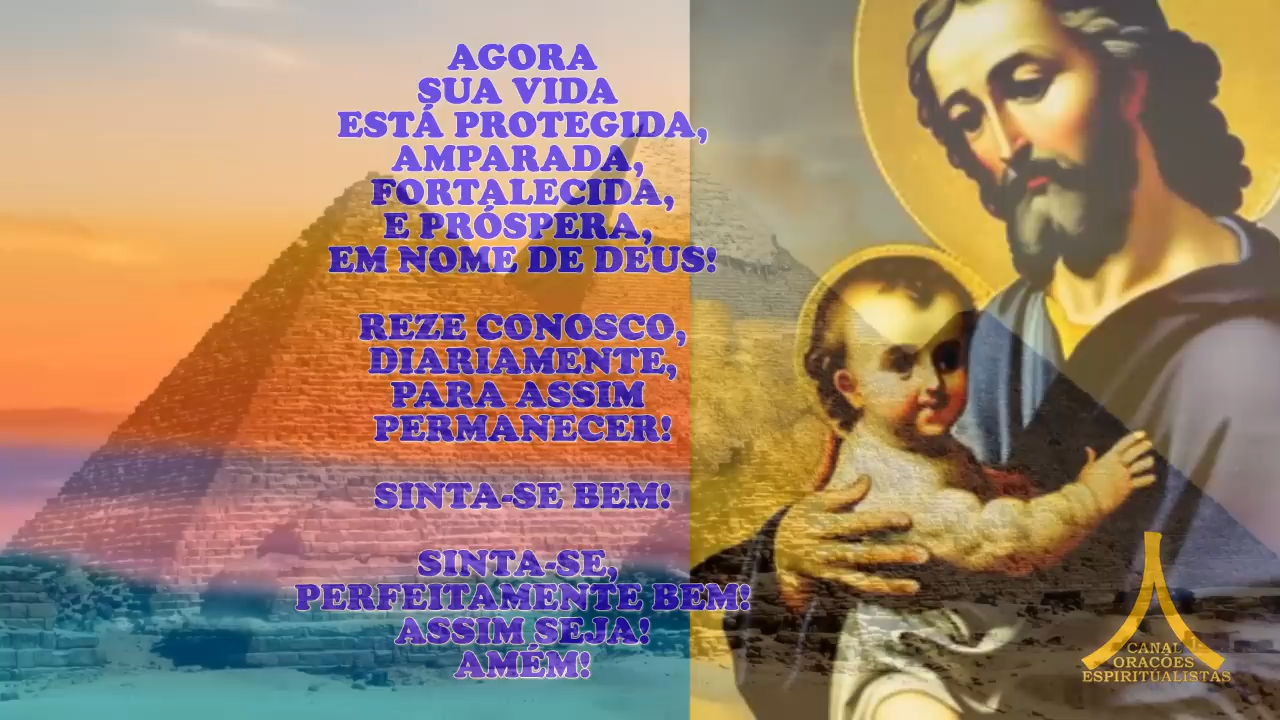 AGORA
SUA VIDA
ESTÁ PROTEGIDA,
AMPARADA,
FORTALECIDA,
E PRÓSPERA,
EM NOME DE DEUS!
REZE CONOSCO,
DIARIAMENTE,
PARA ASSIM
PERMANECER!
SINTA-SE BEM!
SINTA-SE,
PERFEITAMENTE BEM!
ASSIM SEJA!
AMÉM!
CANAL
ORAÇÕES
ESPIRITUALISTAS